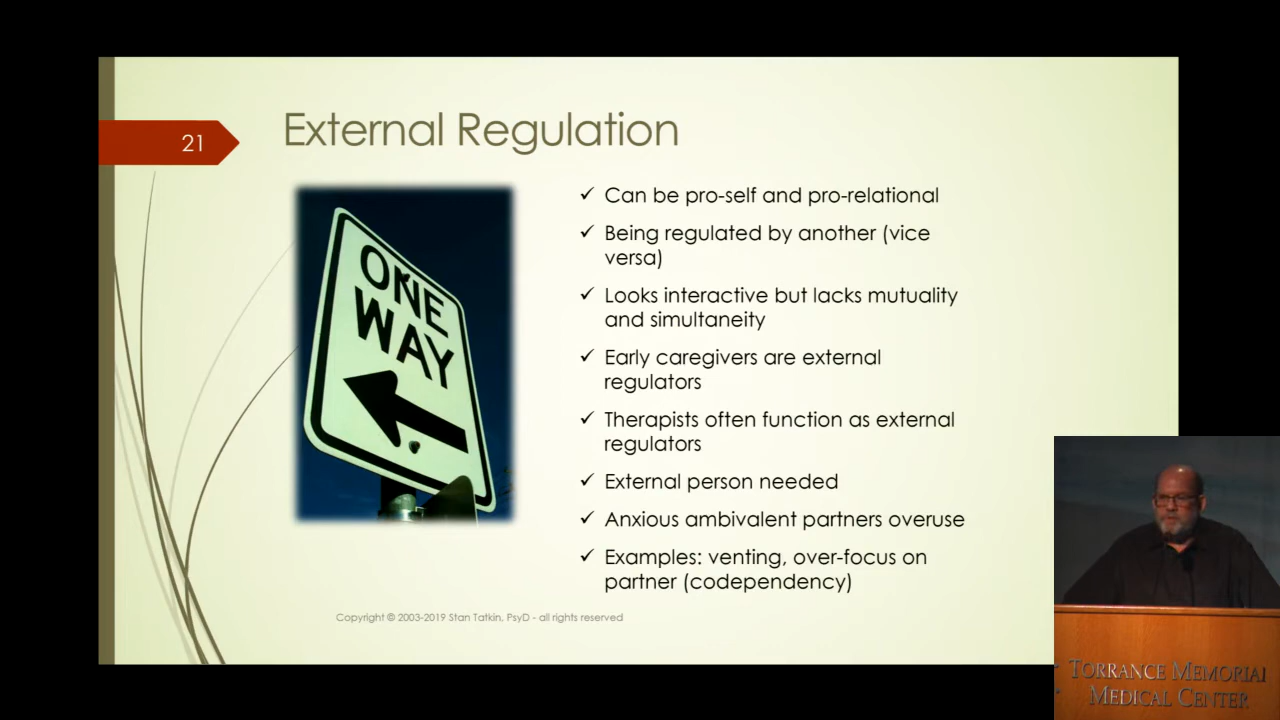 21
External Regulation
ONE
WAY
✓ Can be pro-self and pro-relational
✓ Being regulated by another (vice
versa)
✓ Looks interactive but lacks mutuality
and simultaneity
✓ Early caregivers are external
regulators
✓ Therapists often function as external
regulators
✓ External person needed
✓ Anxious ambivalent partners overuse
✓ Examples: venting, over-focus on
partner (codependency)
Copyright © 2003-2019 Stan Tatkin, PsyD - all rights reserved
TORRANCE MEMORIAL
MEDICAL CENTER